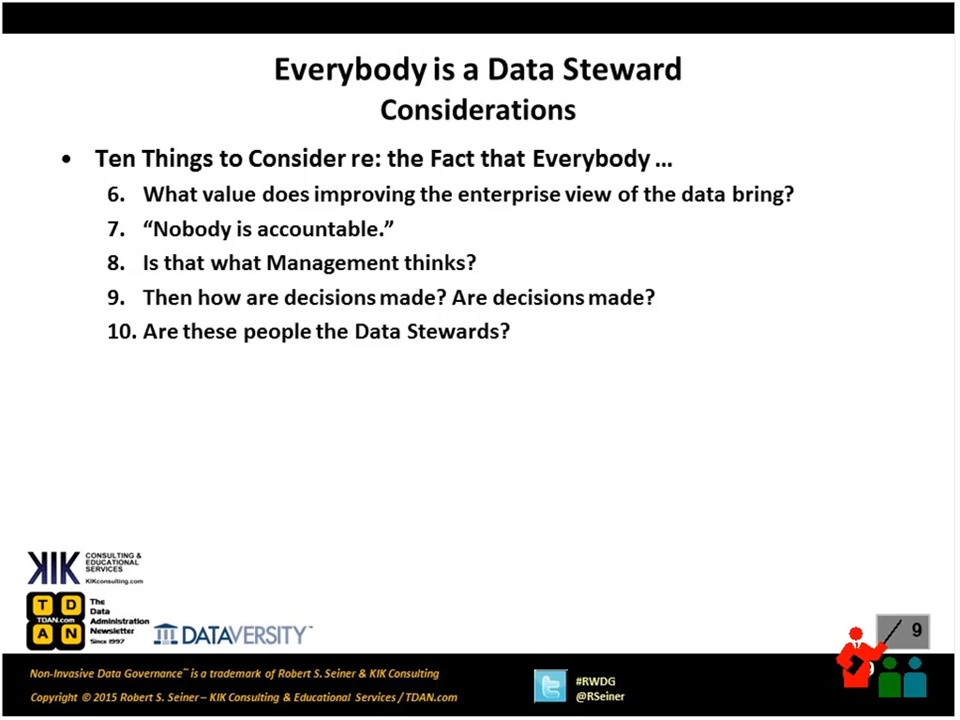 Everybody is a Data Steward
Considerations
• Ten Things to Consider re: the Fact that Everybody …
6. What value does improving the enterprise view of the data bring?
7. “Nobody is accountable.”
8. Is that what Management thinks?
9. Then how are decisions made? Are decisions made?
10. Are these people the Data Stewards?
KIK CONSULTING &
EDUCATIONAL
SERVICES
KIKconsulting.com
T D
TDAN.com
A N
The
Data
Administration
Newsletter
Since 1997
DATAVERSITY™
9
9
Non-Invasive Data Governance™ is a trademark of Robert S. Seiner & KIK Consulting
Copyright © 2015 Robert S. Seiner – KIK Consulting & Educational Services / TDAN.com
#RWDG
@RSeiner